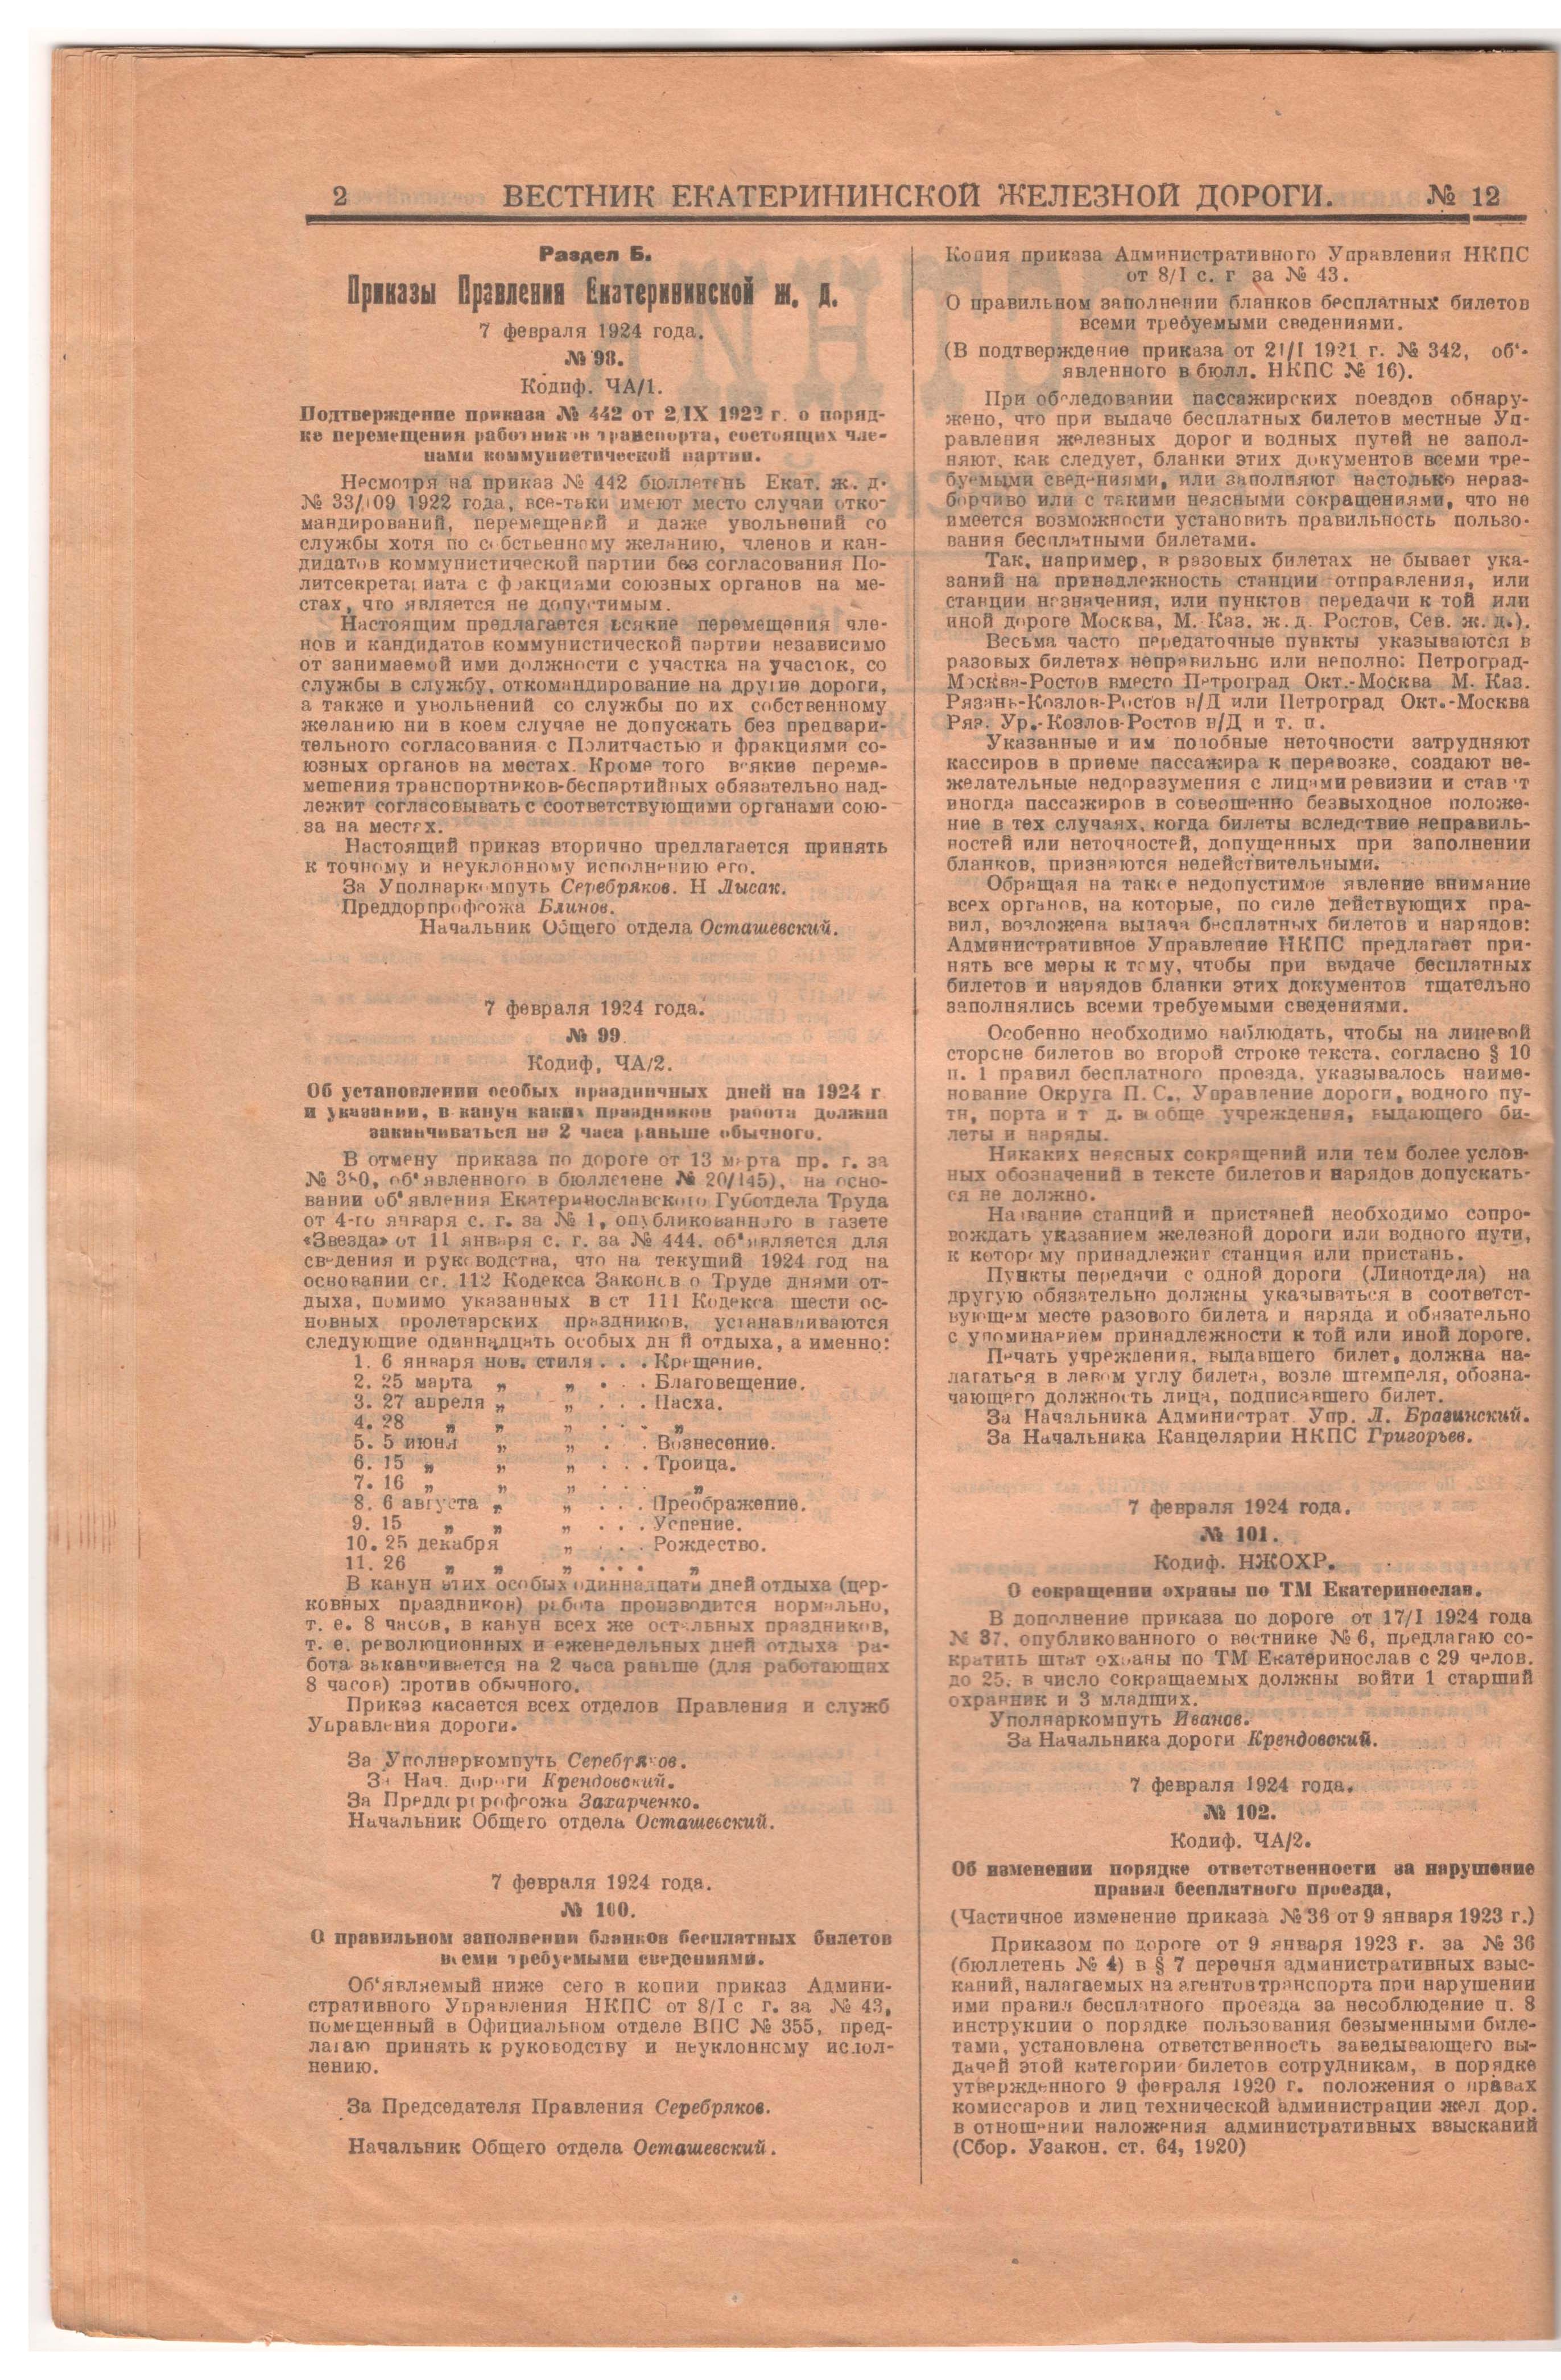 2 ВЕСТНИК ЕКАТЕРИНИНСКОЙ ЖЕЛЕЗНОЙ ДОРОГИ. № 12
Раздел Б.
Приказы Правления Екатерининской ж. д.
7 февраля 1924 года.
№ 98.
Кодиф. ЧА/1.
Подтверждение приказа № 442 от 2/IX 1922 г. о поряд-
ке перемещения работников транспорта, состоящих чле-
нами коммунистической партии.
Несмотря на приказ № 442 бюллетень Екат. ж. д.
№ 33/109 1922 года, все-таки имеют место случаи отко-
мандирований, перемещений и даже увольнений со
службы хотя по собственному желанию, членов и кан-
дидатов коммунистической партии без согласования По-
литсекретариата с фракциями союзных органов на ме-
стах, что является не допустимым.
Настоящим предлагается всякие перемещения чле-
нов и кандидатов коммунистической партии независимо
от занимаемой ими должности с участка на участок, со
службы в службу, откомандирование на другие дороги,
а также и увольнений со службы по их собственному
желанию ни в коем случае не допускать без предвари-
тельного согласования с Политчастью и фракциями со-
юзных органов на местах. Кроме того всякие переме-
щения транспортников-беспартийных обязательно над-
лежит согласовывать с соответствующими органами сою-
за на местах.
Настоящий приказ вторично предлагается принять
к точному и неуклонному исполнению его.
За Уполнаркомпуть Серебряков. Н Лысак.
Преддорпрофсожа Блинов.
Начальник Общего отдела Осташевский.
7 февраля 1924 года.
№ 99
Кодиф, ЧА/2.
Об установлении особых праздничных дней на 1924 г
и указании, в канун каких праздников работа должна
заканчиваться на 2 часа раньше обычного.
В отмену приказа по дороге от 13 марта пр. г. за
№ 380, об‘явленного в бюллетене № 20/145), на осно-
вании об‘явления Екатеринославского Губотдела Труда
от 4-го января с. г. за № 1, опубликованного в газете
«Звезда» от 11 января с. г. за № 444. об‘является для
сведения и руководства, что на текущий 1924 год на
основании ст. 112 Кодекса Законов о Труде днями от-
дыха, помимо указанных в ст 111 Кодекса шести ос-
новных пролетарских праздников, устанавливаются
следующие одиннадцать особых дней отдыха, а именно:
1. 6 января нов. стиля . . . Крещение.
2. 25 марта „ „ . . . Благовещение.
3. 27 апреля „ „ . . . Пасха.
4. 28 „ „ „ . . . „
5. 5 июня „ „ . . Вознесение.
6. 15 „ „ „ . . . Троица.
7. 16 „ „ „ . . . „
8. 6 августа „ „ . . . Преображение.
9. 15 „ „ „ . . . Успение.
10. 25 декабря „ . . . Рождество.
11. 26 „ „ „ . . . „
В канун этих особых одиннадцати дней отдыха (цер-
ковных праздников) работа производится нормально,
т. е. 8 часов, в канун всех же остальных праздников,
т. е. революционных и еженедельных дней отдыха ра-
бота заканчивается на 2 часа раньше (для работающих
8 часов) против обычного.
Приказ касается всех отделов Правления и служб
Управления дороги.
За Уполнаркомпуть Серебряков.
За Нач. дороги Крендовский.
За Преддорпрофсожа Захарченко.
Начальник Общего отдела Осташевский.
7 февраля 1924 года.
№ 100.
О правильном заполнении бланков бесплатных билетов
всеми требуемыми сведениями.
Об‘являемый ниже сего в копии приказ Админи-
стративного Управления НКПС от 8/I с г. за № 43,
помещенный в Официальном отделе ВПС № 355, пред-
лагаю принять к руководству и неуклонному испол-
нению.
За Председателя Правления Серебряков.
Начальник Общего отдела Осташевский.
Копия приказа Административного Управления НКПС
от 8/I с. г за № 43.
О правильном заполнении бланков бесплатных билетов
всеми требуемыми сведениями.
(В подтверждение приказа от 21/I 1921 г. № 342, об‘-
явленного в бюлл. НКПС № 16).
При обследовании пассажирских поездов обнару-
жено, что при выдаче бесплатных билетов местные Уп-
равления железных дорог и водных путей не запол-
няют, как следует, бланки этих документов всеми тре-
буемыми сведениями, или заполняют настолько нераз-
борчиво или с такими неясными сокращениями, что не
имеется возможности установить правильность пользо-
вания бесплатными билетами.
Так, например, в разовых билетах не бывает ука-
заний на принадлежность станции отправления, или
станции назначения, или пунктов передачи к той или
иной дороге Москва, М. Каз. ж. д. Ростов, Сев. ж. д.).
Весьма часто передаточные пункты указываются в
разовых билетах неправильно или неполно: Петроград-
Москва-Ростов вместо Петроград Окт.-Москва М. Каз.
Рязань-Козлов-Ростов н/Д или Петроград Окт.-Москва
Ряз. Ур.-Козлов-Ростов н/Д и т. п.
Указанные и им подобные неточности затрудняют
кассиров в приеме пассажира к перевозке, создают не-
желательные недоразумения с лицами ревизии и ставят
иногда пассажиров в совершенно безвыходное положе-
ние в тех случаях, когда билеты вследствие неправиль-
ностей или неточностей, допущенных при заполнении
бланков, признаются недействительными.
Обращая на такое недопустимое явление внимание
всех органов, на которые, по силе действующих пра-
вил, возложена выдача бесплатных билетов и нарядов:
Административное Управление НКПС предлагает при-
нять все меры к тому, чтобы при выдаче бесплатных
билетов и нарядов бланки этих документов тщательно
заполнялись всеми требуемыми сведениями.
Особенно необходимо наблюдать, чтобы на лицевой
стороне билетов во второй строке текста, согласно § 10
п. 1 правил бесплатного проезда, указывалось наиме-
нование Округа П. С., Управление дороги, водного пу-
ти, порта и т д. вообще учреждения, выдающего би-
леты и наряды.
Никаких неясных сокращений или тем более услов-
ных обозначений в тексте билетов и нарядов допускать-
ся не должно.
Название станций и пристаней необходимо сопро-
вождать указанием железной дороги или водного пути,
к которому принадлежит станция или пристань.
Пункты передачи с одной дороги (Линотдела) на
другую обязательно должны указываться в соответст-
вующем месте разового билета и наряда и обязательно
с упоминанием принадлежности к той или иной дороге.
Печать учреждения, выдавшего билет, должна на-
лагаться в левом углу билета, возле штемпеля, обозна-
чающего должность лица, подписавшего билет.
За Начальника Администрат. Упр. Л. Брагинский.
За Начальника Канцелярии НКПС Григорьев.
7 февраля 1924 года.
№ 101.
Кодиф. НЖОХР.
О сокращении охраны по ТМ Екатеринослав.
В дополнение приказа по дороге от 17/I 1924 года
№ 37, опубликованного о вестнике № 6, предлагаю со-
кратить штат охраны по ТМ Екатеринослав с 29 челов.
до 25, в число сокращаемых должны войти 1 старший
охранник и 3 младших.
Уполнаркомпуть Иванов.
За Начальника дороги Крендовский.
7 февраля 1924 года.
№ 102.
Кодиф. ЧА/2.
Об изменении порядке ответственности за нарушение
правил бесплатного проезда,
(Частичное изменение приказа № 36 от 9 января 1923 г.)
Приказом по дороге от 9 января 1923 г. за № 36
(бюллетень № 4) в § 7 перечня административных взыс-
каний, налагаемых на агентов транспорта при нарушении
ими правил бесплатного проезда за несоблюдение п. 8
инструкции о порядке пользования безыменными биле-
тами, установлена ответственность заведывающего вы-
дачей этой категории билетов сотрудникам, в порядке
утвержденного 9 февраля 1920 г. положения о правах
комиссаров и лиц технической администрации жел дор.
в отношении наложения административных взысканий
(Сбор. Узакон. ст. 64, 1920)